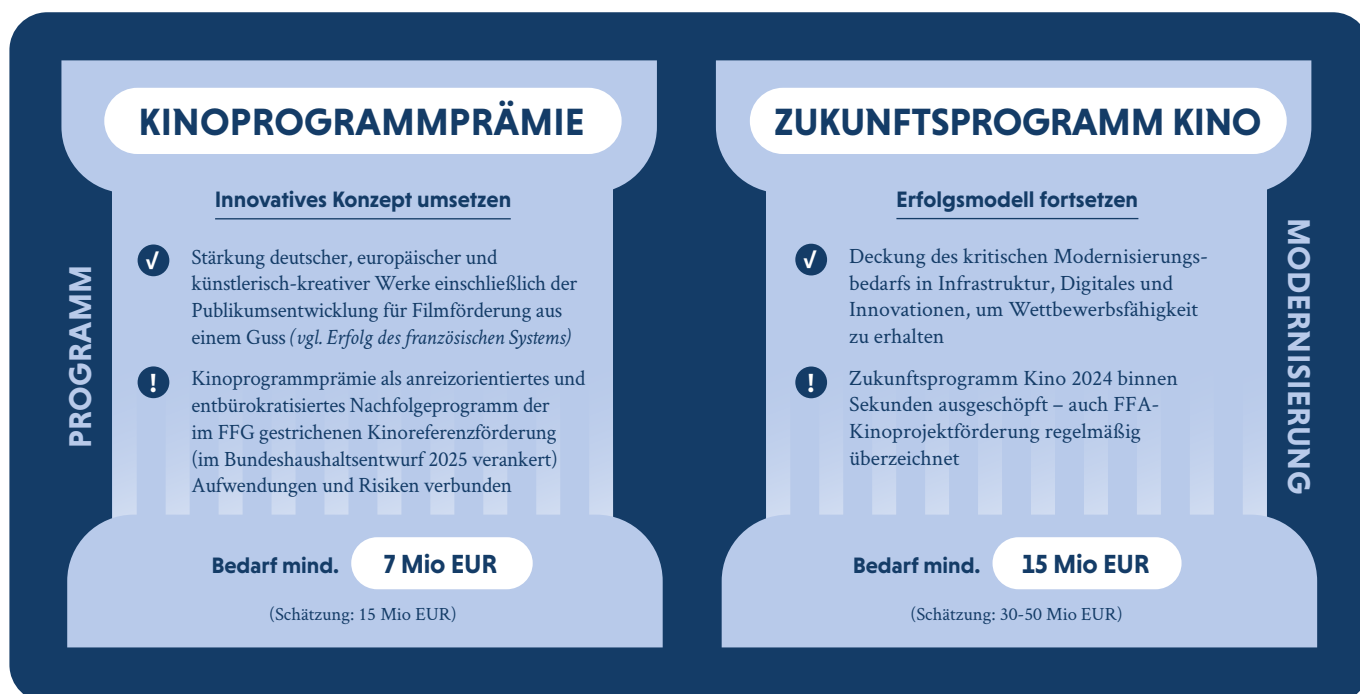 KINOPROGRAMMPRÄMIE
Innovatives Konzept umsetzen
PROGRAMM
√
Stärkung deutscher, europäischer und
künstlerisch-kreativer Werke einschließlich der
Publikumsentwicklung für Filmförderung aus
einem Guss (vgl. Erfolg des französischen Systems)
!
Kinoprogrammprämie als anreizorientiertes und
entbürokratisiertes Nachfolgeprogramm der
im FFG gestrichenen Kinoreferenzförderung
(im Bundeshaushaltsentwurf 2025 verankert)
Aufwendungen und Risiken verbunden
Bedarf mind. 7 Mio EUR
(Schätzung: 15 Mio EUR)
ZUKUNFTSPROGRAMM KINO
Erfolgsmodell fortsetzen
√
Deckung des kritischen Modernisierungs-
bedarfs in Infrastruktur, Digitales und
Innovationen, um Wettbewerbsfähigkeit
zu erhalten
!
Zukunftsprogramm Kino 2024 binnen
Sekunden ausgeschöpft – auch FFA-
Kinoprojektförderung regelmäßig
überzeichnet
MODERNISIERUNG
Bedarf mind. 15 Mio EUR
(Schätzung: 30-50 Mio EUR)